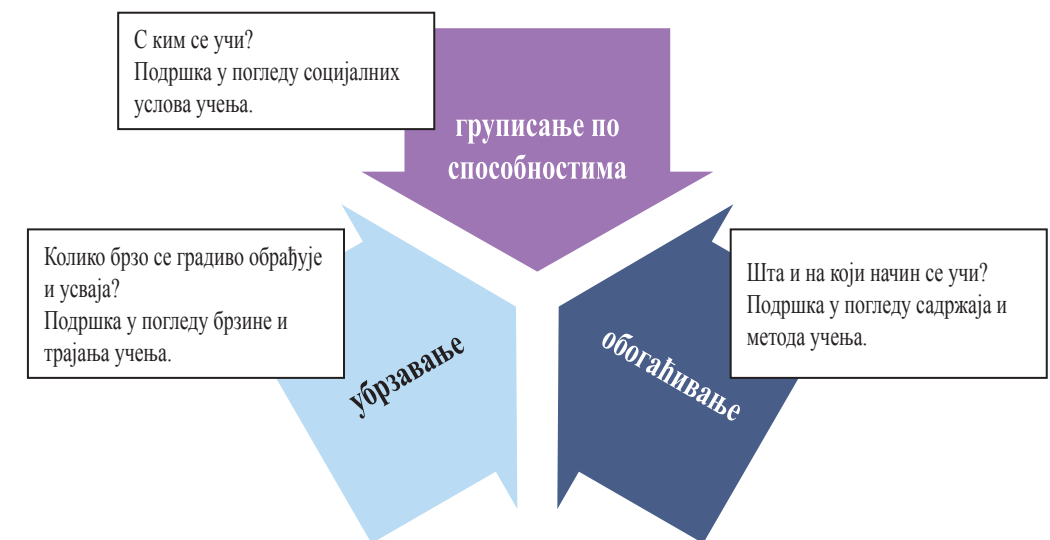 С ким се учи?
Подршка у погледу социјалних
услова учења.
груписање по
способностима
Колико брзо се градиво обрађује
и усваја?
Подршка у погледу брзине и
трајања учења.
убрзавање
Шта и на који начин се учи?
Подршка у погледу садржаја и
метода учења.
обогаћивање